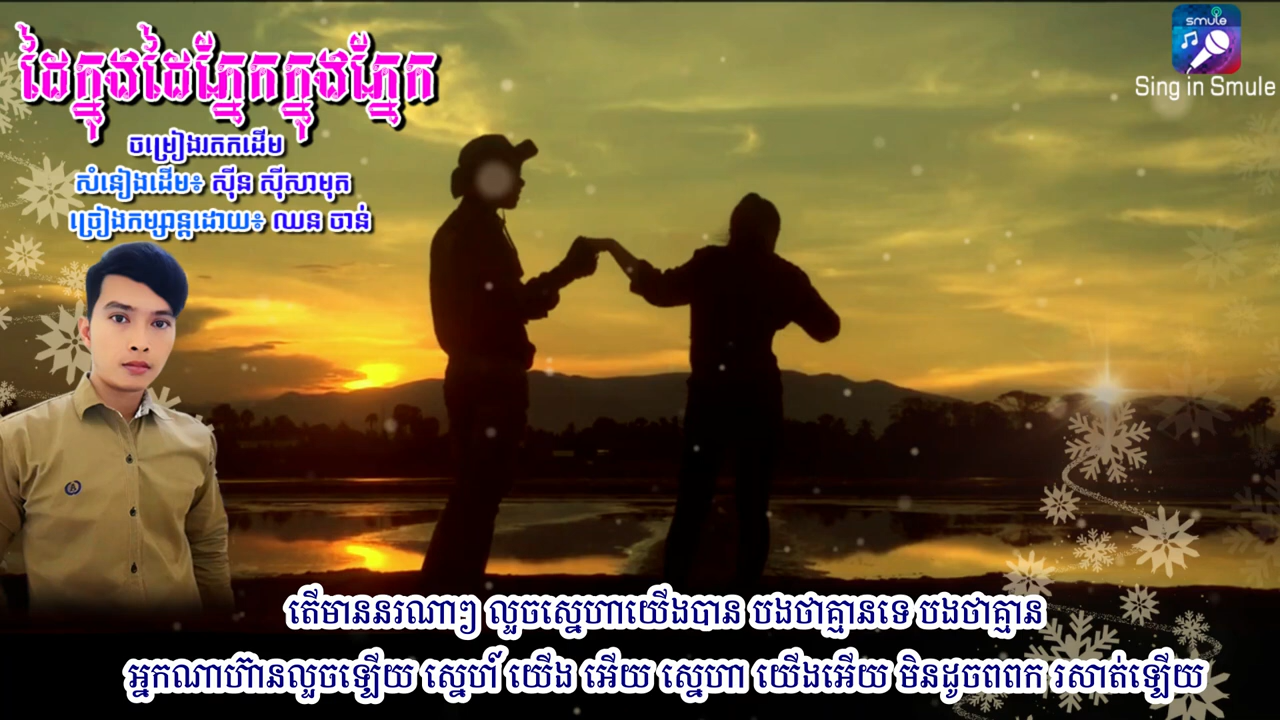 ដៃក្នុងដៃភ្នែកក្នុងភ្នែក
ចម្រៀងរតកដើម
សំនៀងដើម៖ ស៊ីន ស៊ីសាមុត
ច្រៀងកម្សាន្តដោយ៖ ឈន ចាន់
smule
Sing in Smule
តើមាននរណាៗ លួចស្នេហាយើងបាន បងថាគ្មានទេ បងថាគ្មាន
អ្នកណាហ៊ានលួចឡើយ ស្នេហ៍ យើង អើយ ស្នេហា យើងអើយ មិនដូចពពក រសាត់ឡើយ